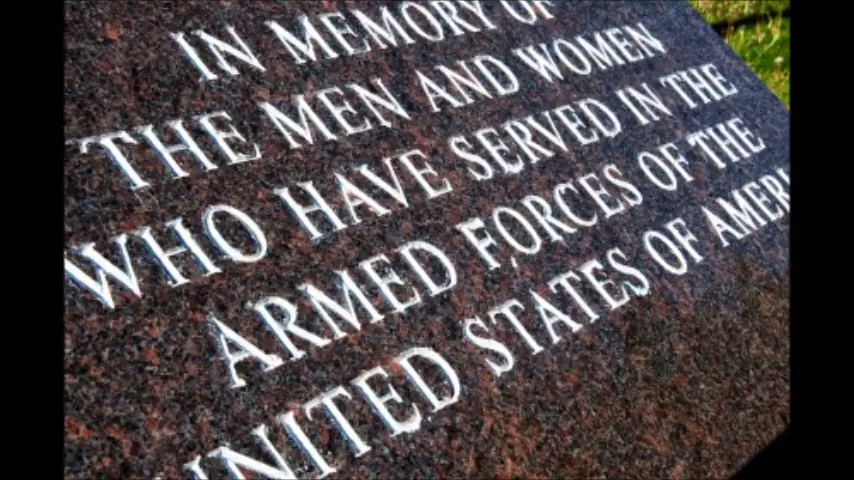 IN MEMORY OF
THE MEN AND WOMEN
WHO HAVE SERVED IN THE
ARMED FORCES OF THE
UNITED STATES OF AMERI